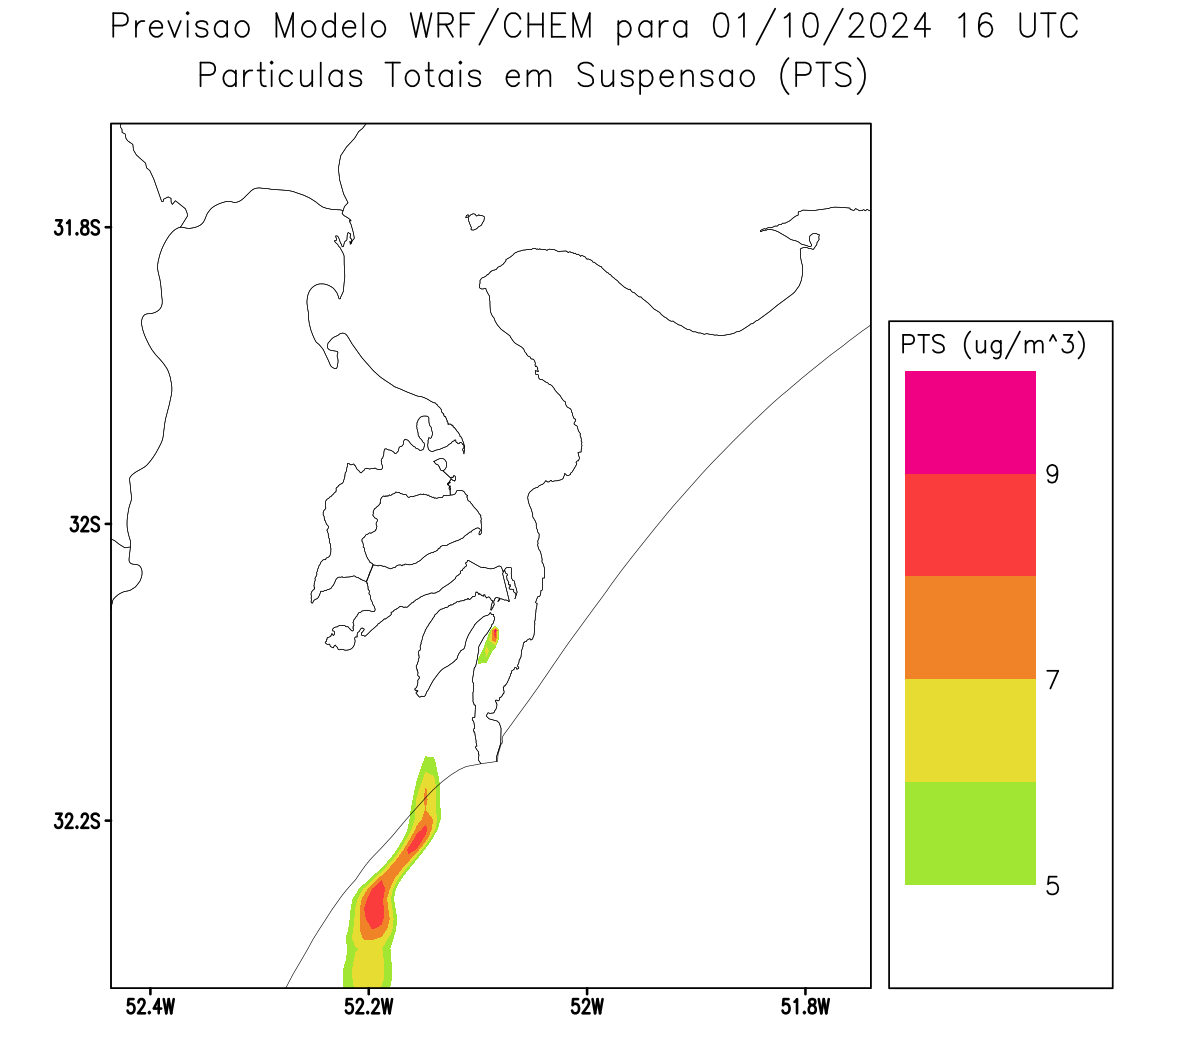 Previsao Modelo WRF/CHEM para 01/10/2024 16 UTC
Particulas Totais em Suspensao (PTS)
31.8S
32S
32.2S
52.4W 52.2W 52W 51.8W
PTS (ug/m^3)
9
7
5